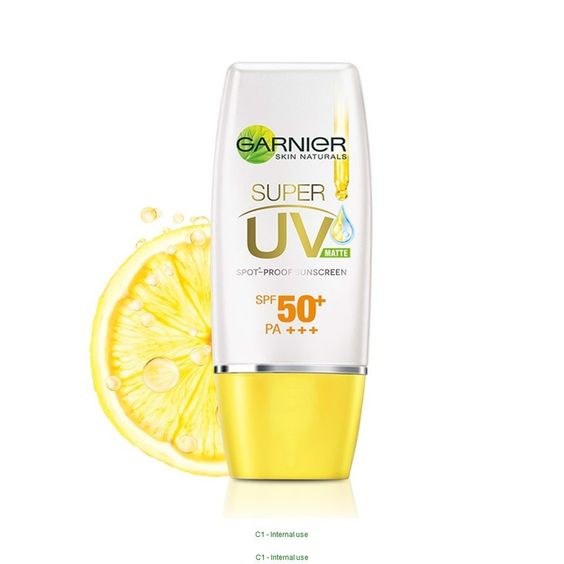 GARNIER
SKIN NATURALS
SUPER
UV
MATTE
SPOT-PROOF SUNSCREEN
SPF 50+
PA +++
C1 - Internal use
C1 - Internal use